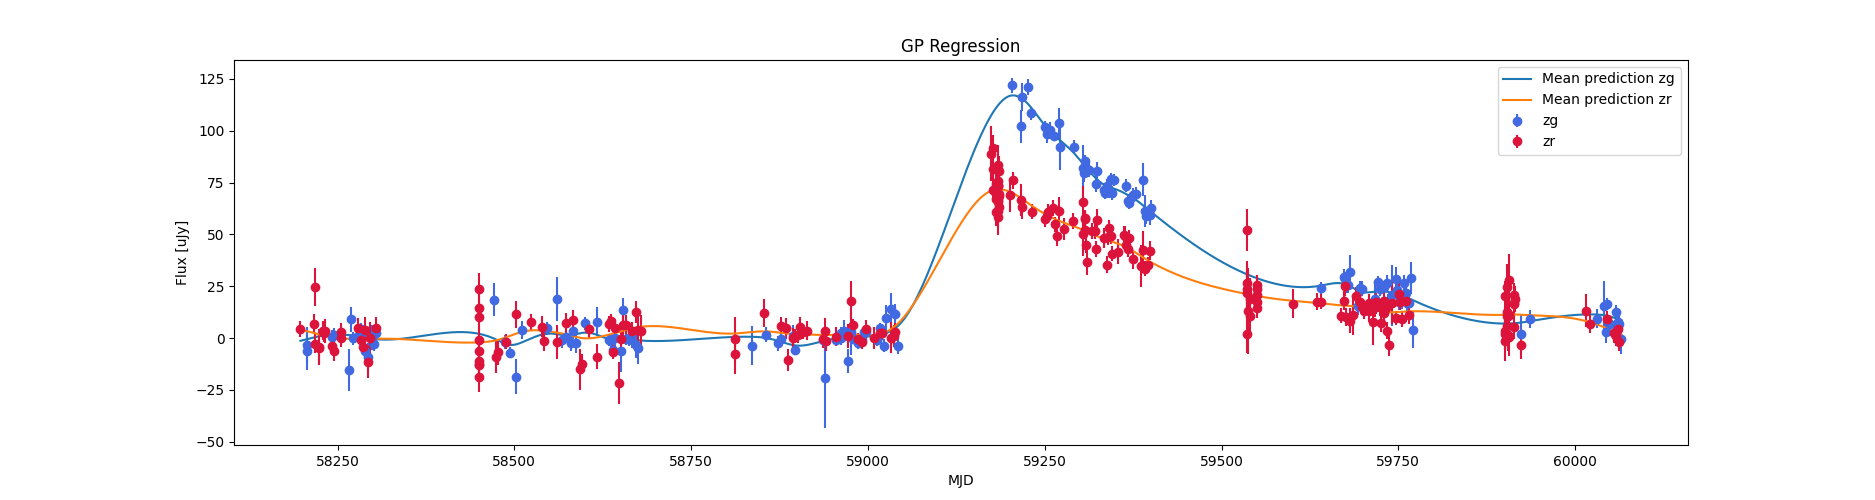 GP Regression
Flux [uJy]
125
100
75
50
25
0
−25
−50
58250
58500
58750
59000
59250
59500
59750
60000
MJD
Mean prediction zg
Mean prediction zr
zg
zr